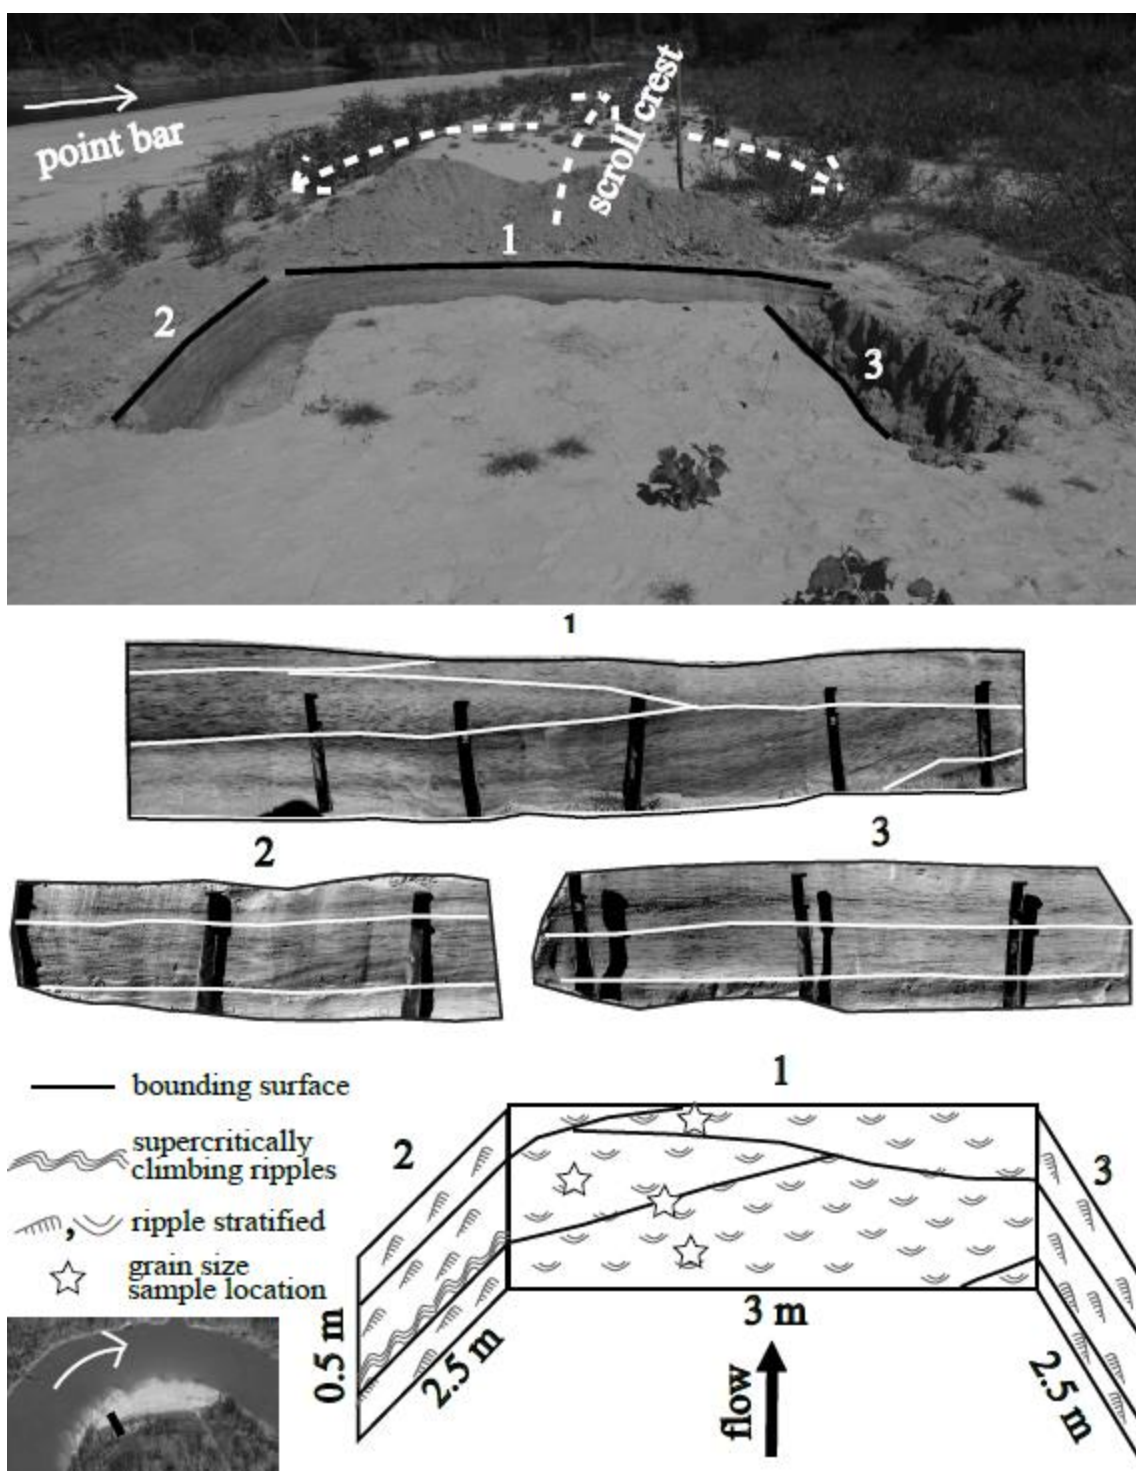 point bar
scroll crest
1
2
3
1
2
3
bounding surface
supercritically
climbing ripples
ripple stratified
grain size
sample location
1
2
3
0.5 m
2.5 m
3 m
2.5 m
flow